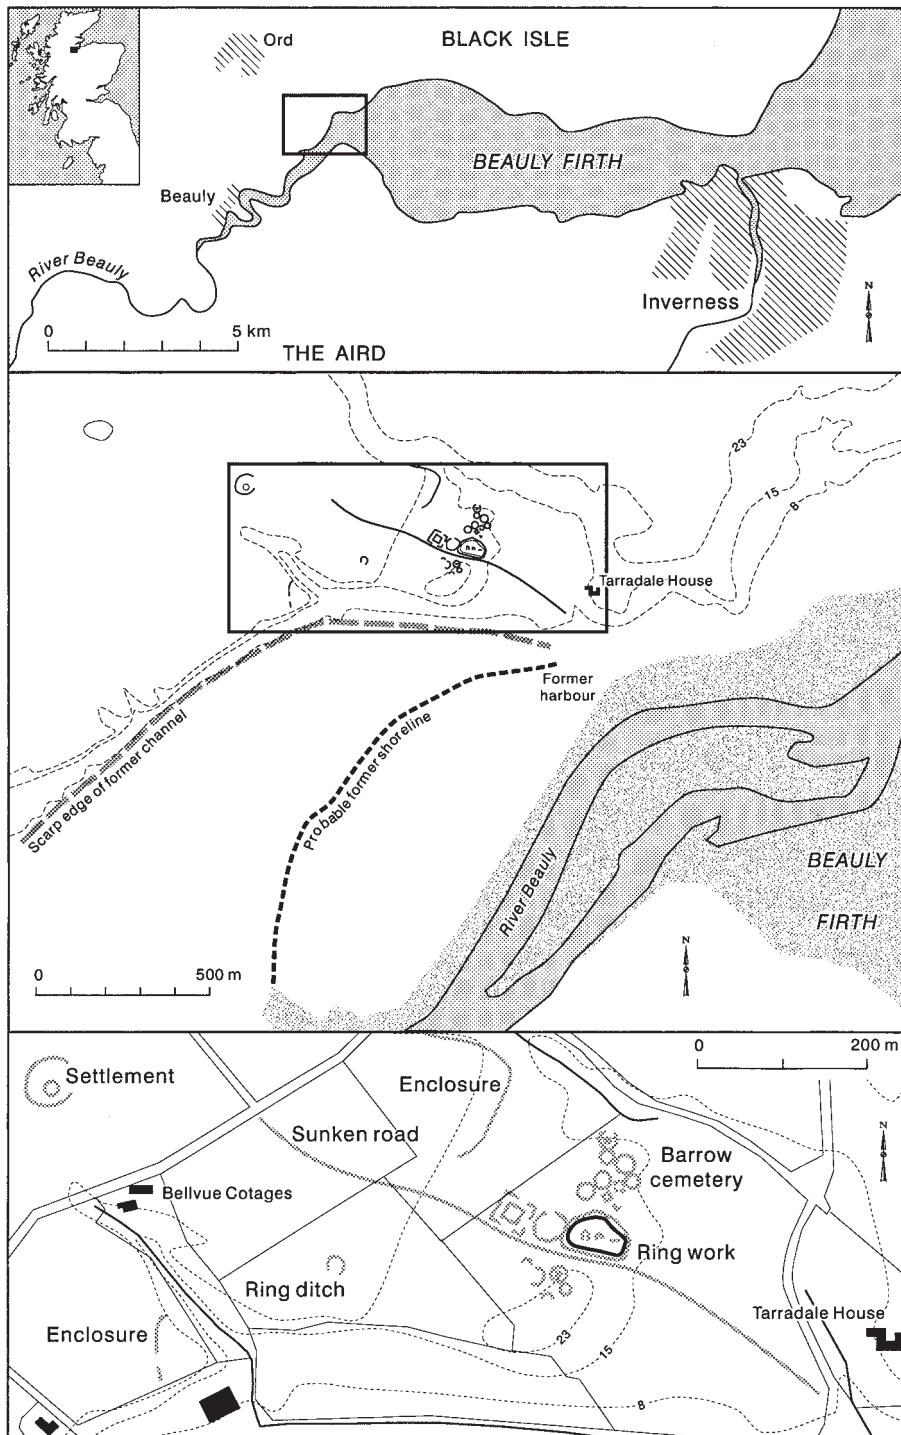 Ord
BLACK ISLE
BEAULY FIRTH
Beauly
River Beauly
Inverness
N
0 5 km
THE AIRD
23
15
8
Tarradale House
Former
harbour
Scarp edge of former channel
Probable former shoreline
River Beauly
BEAULY
FIRTH
N
0 500 m
0 200 m
Settlement
Enclosure
N
Sunken road
Barrow
cemetery
Bellvue Cotages
Ring work
Ring ditch
Tarradale House
Enclosure
23
15
8